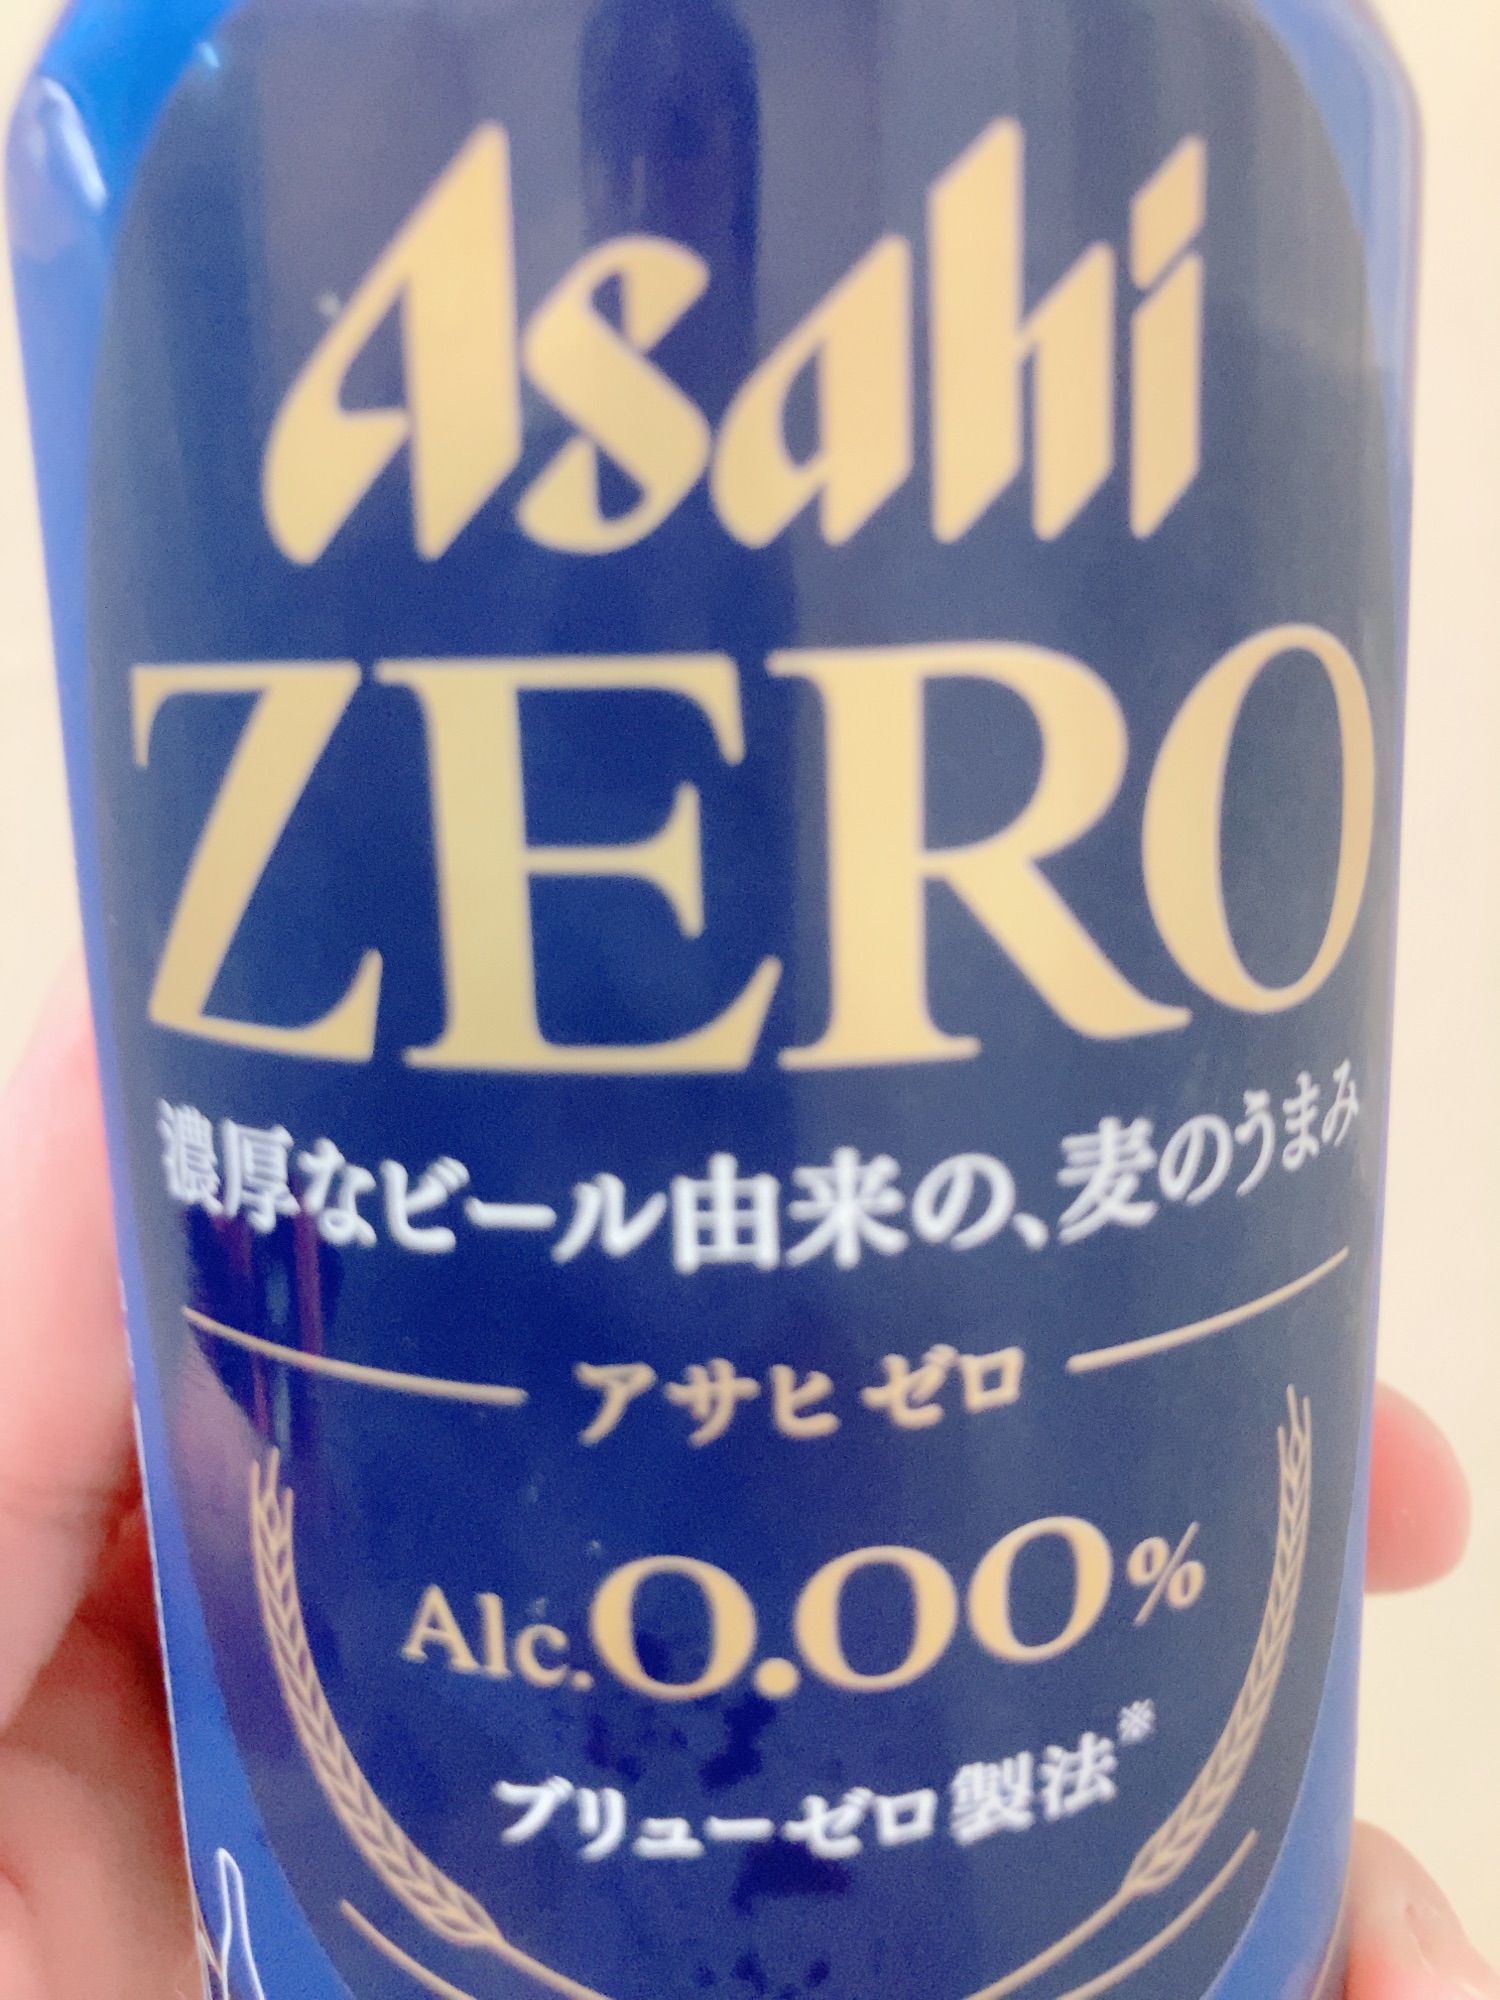 Asahi
ZERO
濃厚なビール由来の、麦のうまみ
アサヒ ゼロ
Alc.0.00%
ブリューゼロ製法※